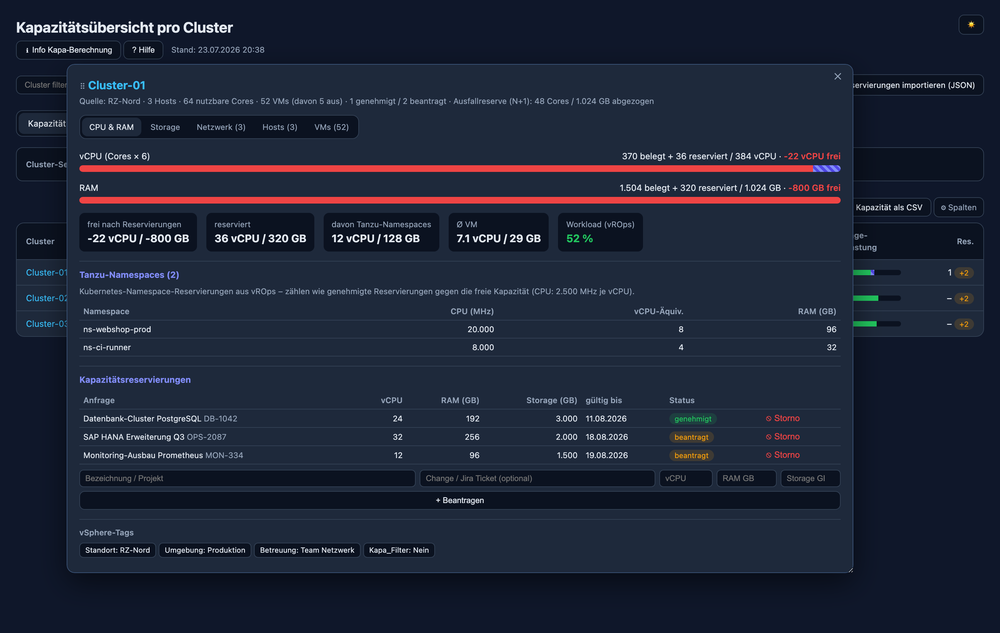 Kapazitätsübersicht pro Cluster
i Info Kapa-Berechnung
? Hilfe
Stand: 23.07.2026 20:38
Cluster filter
servierungen importieren (JSON)
Kapazität
Cluster-Se
Kapazität als CSV
Spalten
Cluster
ge-
stung
Res.
Cluster-01
1 +2
Cluster-02
– +2
Cluster-03
– +2
Cluster-01
Quelle: RZ-Nord · 3 Hosts · 64 nutzbare Cores · 52 VMs (davon 5 aus) · 1 genehmigt / 2 beantragt · Ausfallreserve (N+1): 48 Cores / 1.024 GB abgezogen
CPU & RAM
Storage
Netzwerk (3)
Hosts (3)
VMs (52)
vCPU (Cores × 6)
370 belegt + 36 reserviert / 384 vCPU · -22 vCPU frei
RAM
1.504 belegt + 320 reserviert / 1.024 GB · -800 GB frei
frei nach Reservierungen
-22 vCPU / -800 GB
reserviert
36 vCPU / 320 GB
davon Tanzu-Namespaces
12 vCPU / 128 GB
Ø VM
7.1 vCPU / 29 GB
Workload (vROps)
52 %
Tanzu-Namespaces (2)
Kubernetes-Namespace-Reservierungen aus vROps – zählen wie genehmigte Reservierungen gegen die freie Kapazität (CPU: 2.500 MHz je vCPU).
Namespace CPU (MHz) vCPU-Äquiv. RAM (GB)
ns-webshop-prod 20.000 8 96
ns-ci-runner 8.000 4 32
Kapazitätsreservierungen
Anfrage vCPU RAM (GB) Storage (GB) gültig bis Status
Datenbank-Cluster PostgreSQL DB-1042 24 192 3.000 11.08.2026 genehmigt Storno
SAP HANA Erweiterung Q3 OPS-2087 32 256 2.000 18.08.2026 beantragt Storno
Monitoring-Ausbau Prometheus MON-334 12 96 1.500 19.08.2026 beantragt Storno
Bezeichnung / Projekt
Change / Jira Ticket (optional)
vCPU
RAM GB
Storage GI
+ Beantragen
vSphere-Tags
Standort: RZ-Nord
Umgebung: Produktion
Betreuung: Team Netzwerk
Kapa_Filter: Nein